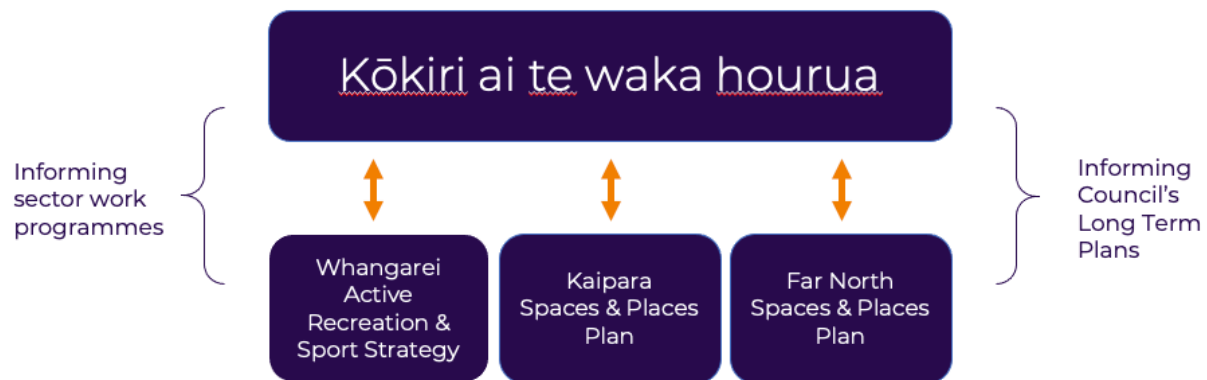 Kōkiri ai te waka hourua
Informing
sector work
programmes
Informing
Council's
Long Term
Plans
Whangarei
Active
Recreation &
Sport Strategy
Kaipara
Spaces & Places
Plan
Far North
Spaces & Places
Plan